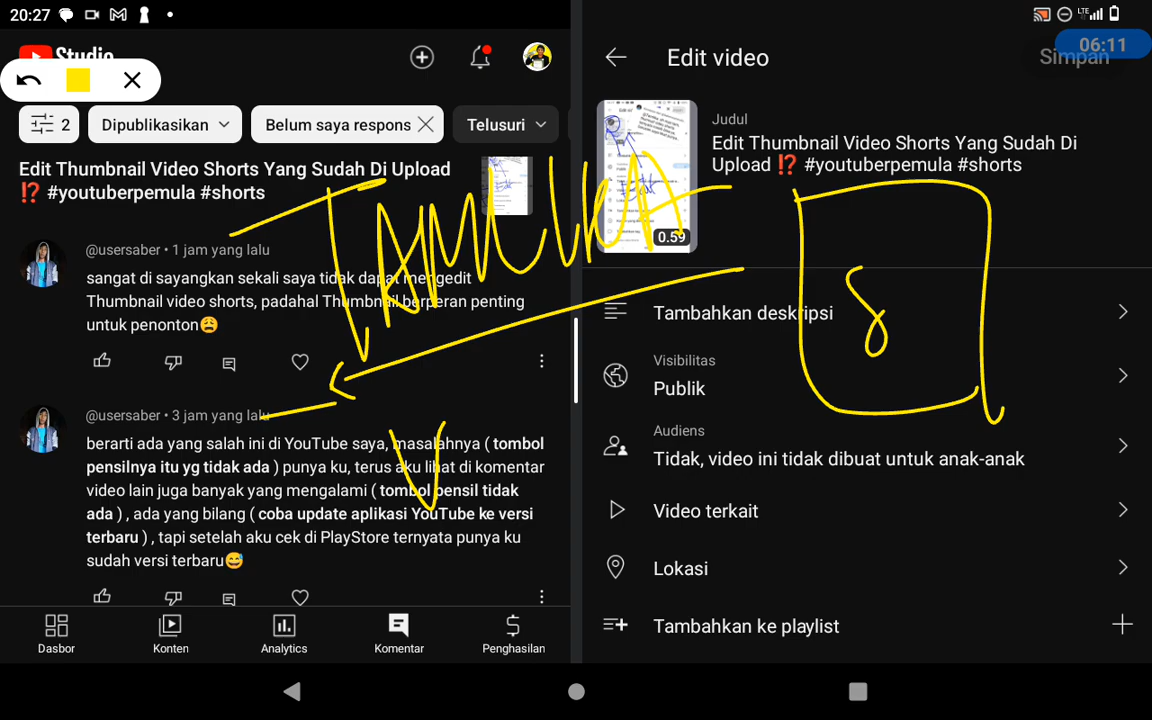 20:27
LTE
06:11
Studio
Edit video
Simpan
2
Dipublikasikan
Belum saya respons
Telusuri
Edit Thumbnail Video Shorts Yang Sudah Di Upload
⁉️ #youtuberpemula #shorts
@usersaber • 1 jam yang lalu
sangat di sayangkan sekali saya tidak dapat mengedit
Thumbnail video shorts, padahal Thumbnail berperan penting
untuk penonton😩
@usersaber • 3 jam yang lalu
berarti ada yang salah ini di YouTube saya, masalahnya ( tombol
pensilnya itu yg tidak ada ) punya ku, terus aku lihat di komentar
video lain juga banyak yang mengalami ( tombol pensil tidak
ada ) , ada yang bilang ( coba update aplikasi YouTube ke versi
terbaru ) , tapi setelah aku cek di PlayStore ternyata punya ku
sudah versi terbaru😅
Dasbor
Konten
Analytics
Komentar
Penghasilan
Judul
Edit Thumbnail Video Shorts Yang Sudah Di
Upload ⁉️ #youtuberpemula #shorts
0.59
Tambahkan deskripsi
8
Visibilitas
Publik
Audiens
Tidak, video ini tidak dibuat untuk anak-anak
Video terkait
Lokasi
Tambahkan ke playlist